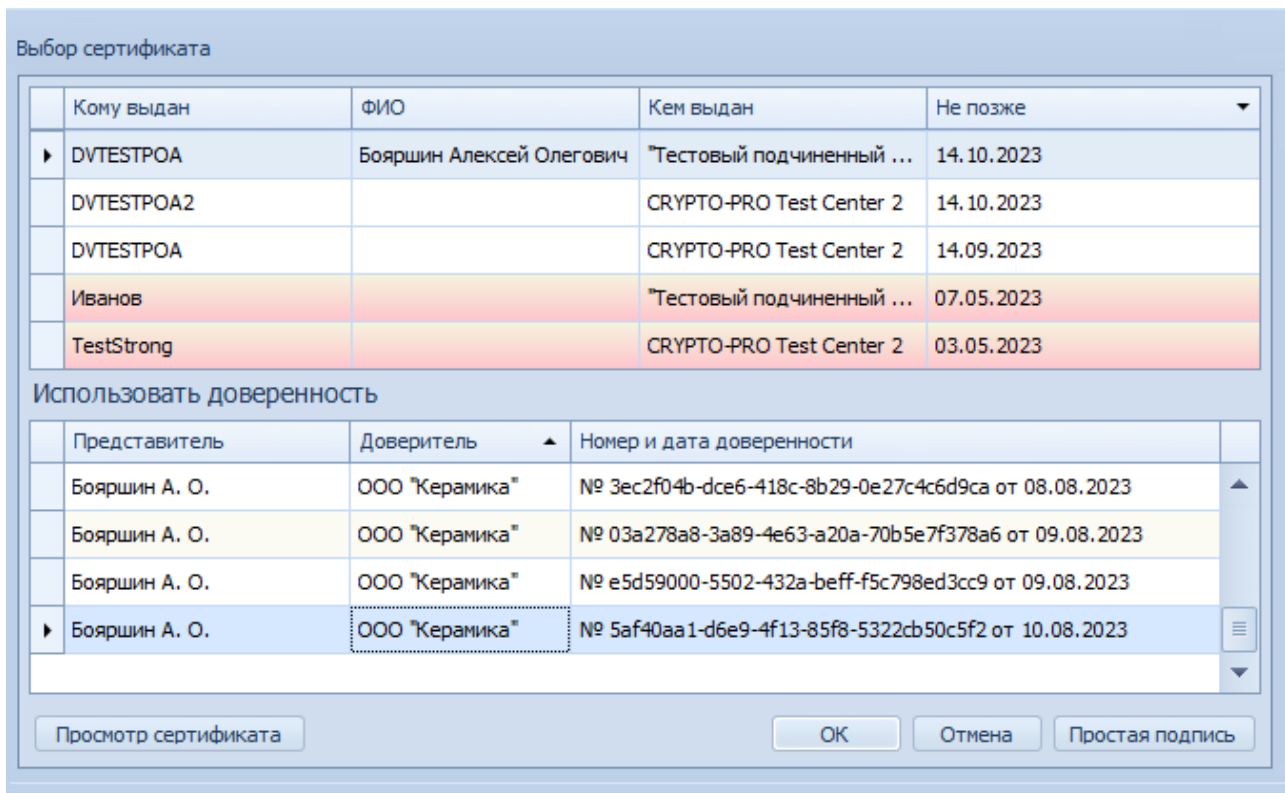 Выбор сертификата
Кому выдан ФИО Кем выдан Не позже
DVTESTPOA Бояршин Алексей Олегович "Тестовый подчиненный ... 14.10.2023
DVTESTPOA2 CRYPTO-PRO Test Center 2 14.10.2023
DVTESTPOA CRYPTO-PRO Test Center 2 14.09.2023
Иванов "Тестовый подчиненный ... 07.05.2023
TestStrong CRYPTO-PRO Test Center 2 03.05.2023
Использовать доверенность
Представитель Доверитель Номер и дата доверенности
Бояршин А. О. ООО "Керамика" № 3ec2f04b-dce6-418c-8b29-0e27c4c6d9ca от 08.08.2023
Бояршин А. О. ООО "Керамика" № 03a278a8-3a89-4e63-a20a-70b5e7f378a6 от 09.08.2023
Бояршин А. О. ООО "Керамика" № e5d59000-5502-432a-beff-f5c798ed3cc9 от 09.08.2023
Бояршин А. О. ООО "Керамика" № 5af40aa1-d6e9-4f13-85f8-5322cb50c5f2 от 10.08.2023
Просмотр сертификата ОК Отмена Простая подпись